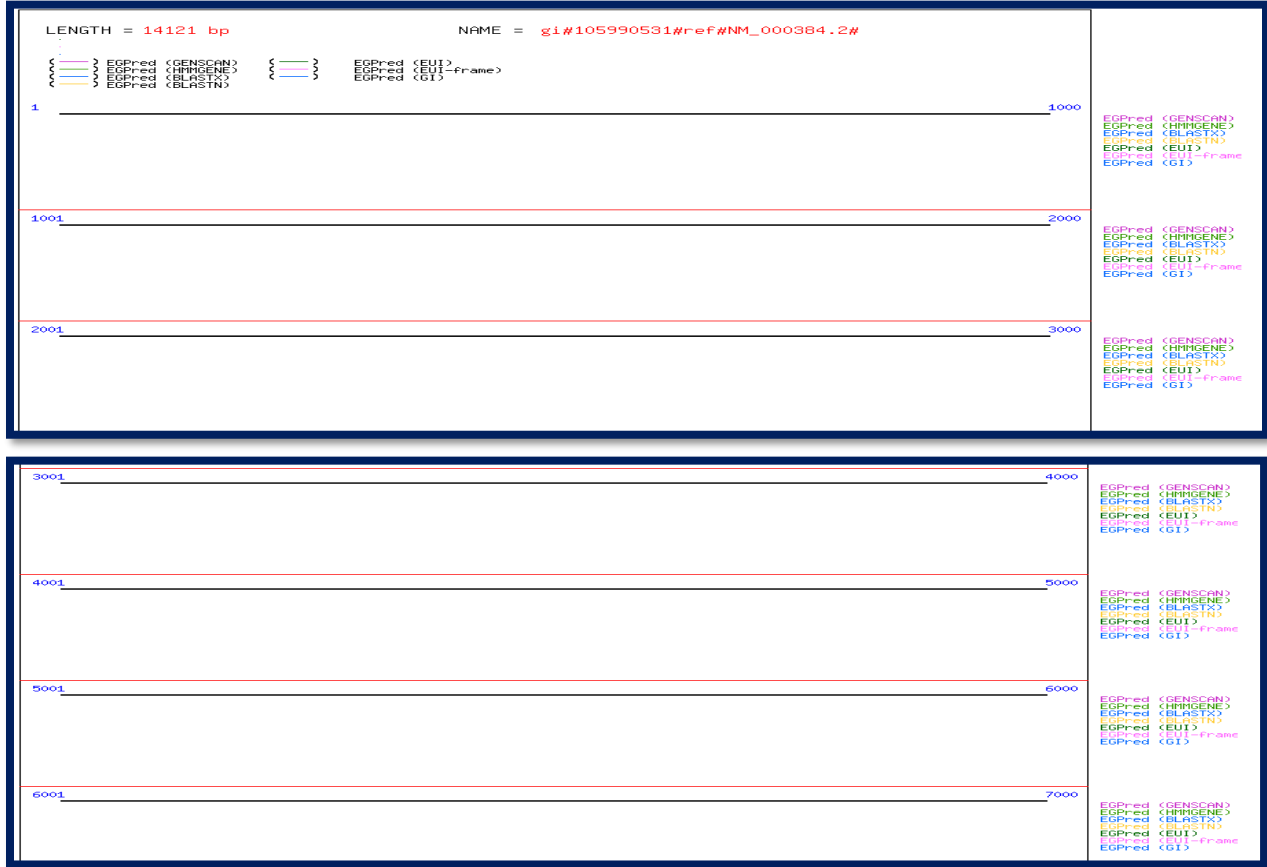 LENGTH = 14121 bp NAME = gi#105990531#ref#NM_000384.2#
{ } EGPred (GENSCAN) { } EGPred (EUI)
{ } EGPred (HMMGENE) { } EGPred (EUI-frame)
{ } EGPred (BLASTX) { } EGPred (GI)
{ } EGPred (BLASTN)
1 1000
EGPred (GENSCAN)
EGPred (HMMGENE)
EGPred (BLASTX)
EGPred (BLASTN)
EGPred (EUI)
EGPred (EUI-frame
EGPred (GI)
1001 2000
EGPred (GENSCAN)
EGPred (HMMGENE)
EGPred (BLASTX)
EGPred (BLASTN)
EGPred (EUI)
EGPred (EUI-frame
EGPred (GI)
2001 3000
EGPred (GENSCAN)
EGPred (HMMGENE)
EGPred (BLASTX)
EGPred (BLASTN)
EGPred (EUI)
EGPred (EUI-frame
EGPred (GI)
3001 4000
EGPred (GENSCAN)
EGPred (HMMGENE)
EGPred (BLASTX)
EGPred (BLASTN)
EGPred (EUI)
EGPred (EUI-frame
EGPred (GI)
4001 5000
EGPred (GENSCAN)
EGPred (HMMGENE)
EGPred (BLASTX)
EGPred (BLASTN)
EGPred (EUI)
EGPred (EUI-frame
EGPred (GI)
5001 6000
EGPred (GENSCAN)
EGPred (HMMGENE)
EGPred (BLASTX)
EGPred (BLASTN)
EGPred (EUI)
EGPred (EUI-frame
EGPred (GI)
6001 7000
EGPred (GENSCAN)
EGPred (HMMGENE)
EGPred (BLASTX)
EGPred (BLASTN)
EGPred (EUI)
EGPred (EUI-frame
EGPred (GI)